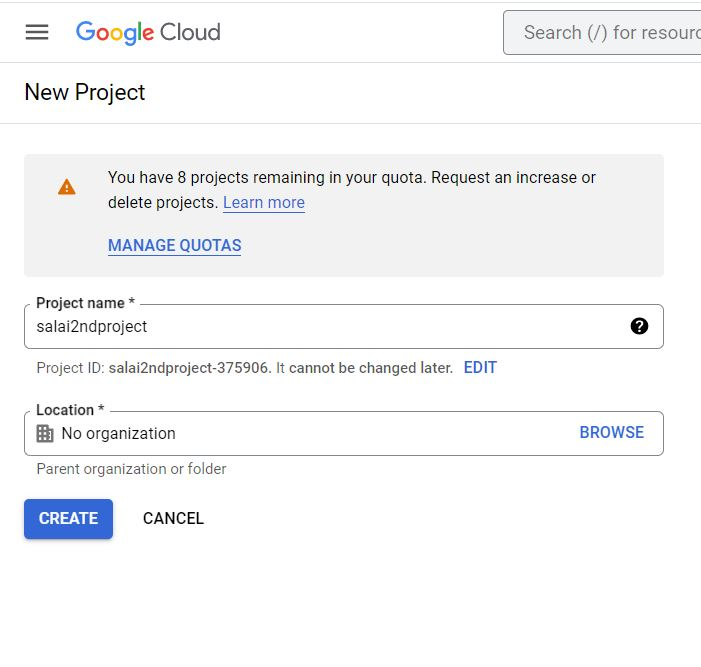 Google Cloud
Search (/) for resourc
New Project
You have 8 projects remaining in your quota. Request an increase or
delete projects. Learn more
MANAGE QUOTAS
Project name *
salai2ndproject
Project ID: salai2ndproject-375906. It cannot be changed later. EDIT
Location *
No organization BROWSE
Parent organization or folder
CREATE CANCEL